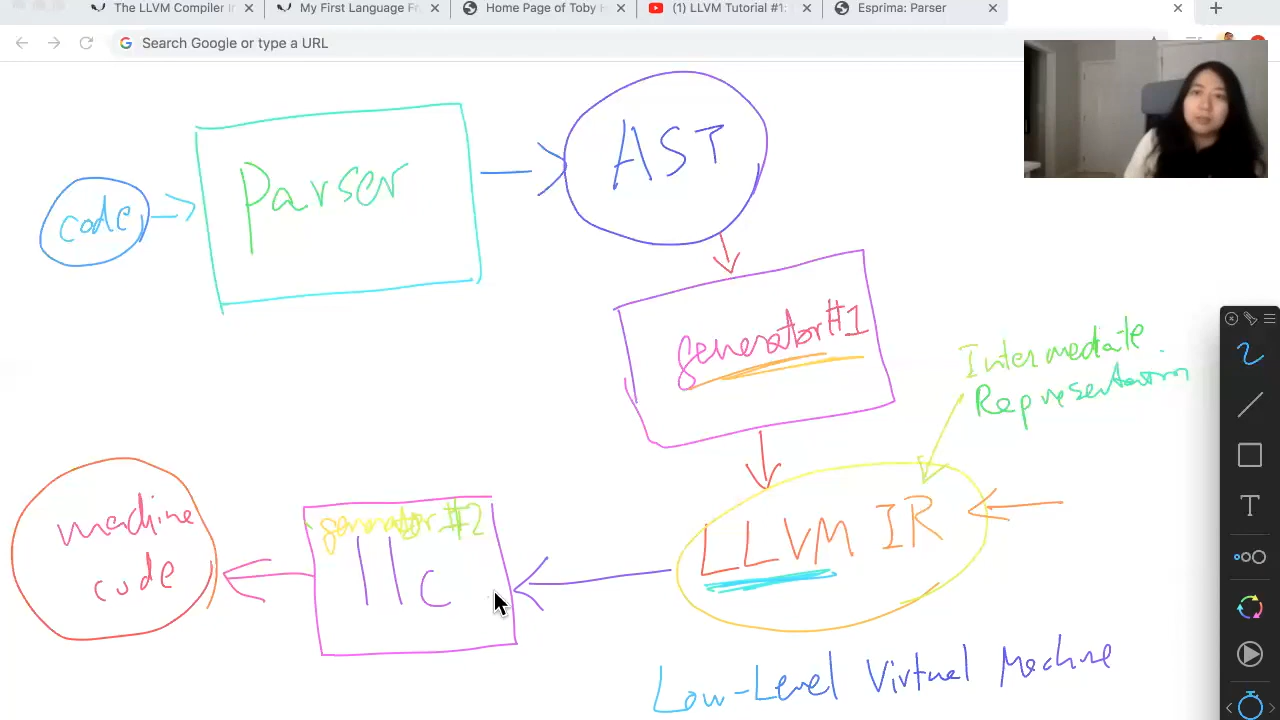 The LLVM Compiler In
My First Language Fr
Home Page of Toby H
(1) LLVM Tutorial #1:
Esprima: Parser
Search Google or type a URL
code
Parser
AST
generator#1
Intermediate
Representation
LLVM IR
generator #2
llc
machine
code
Low-Level Virtual Machine
T